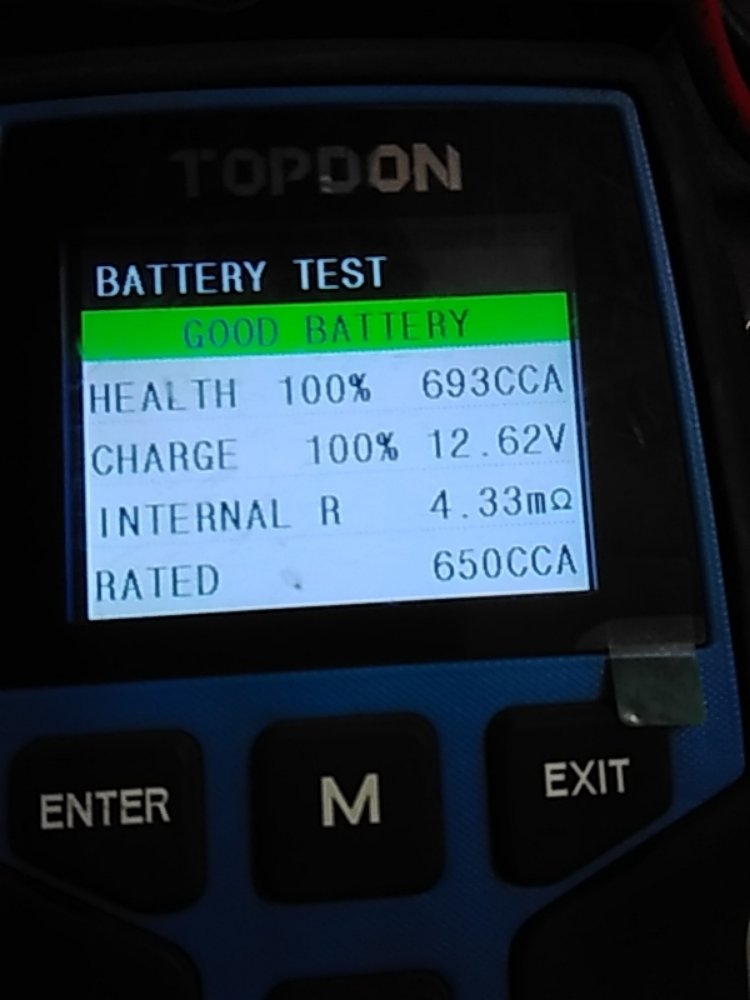 TOPDON
BATTERY TEST
GOOD BATTERY
HEALTH 100% 693CCA
CHARGE 100% 12.62V
INTERNAL R 4.33mΩ
RATED 650CCA
ENTER M EXIT